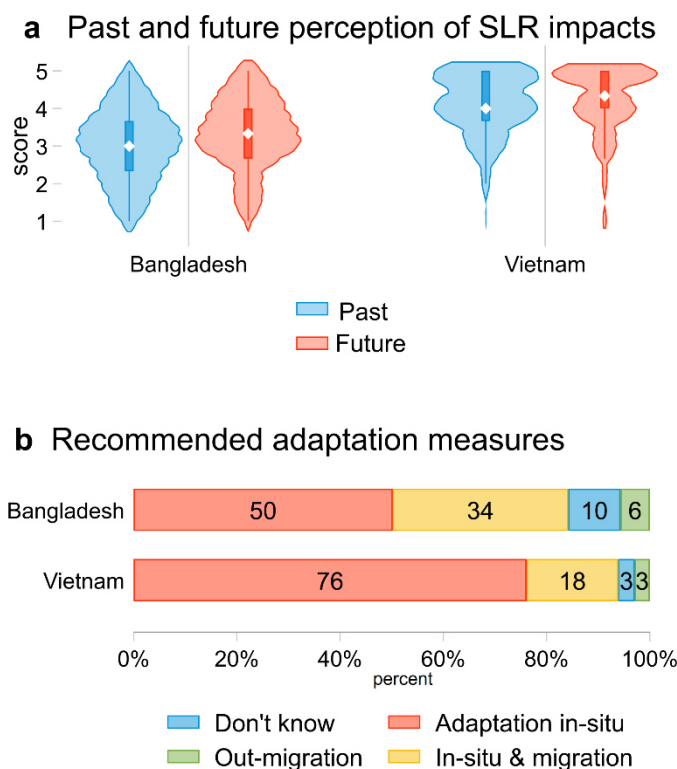 a Past and future perception of SLR impacts
5
4
3
2
1
score
Bangladesh Vietnam
Past
Future
b Recommended adaptation measures
Bangladesh 50 34 10 6
Vietnam 76 18 3 3
0% 20% 40% 60% 80% 100%
percent
Don't know Adaptation in-situ
Out-migration In-situ & migration